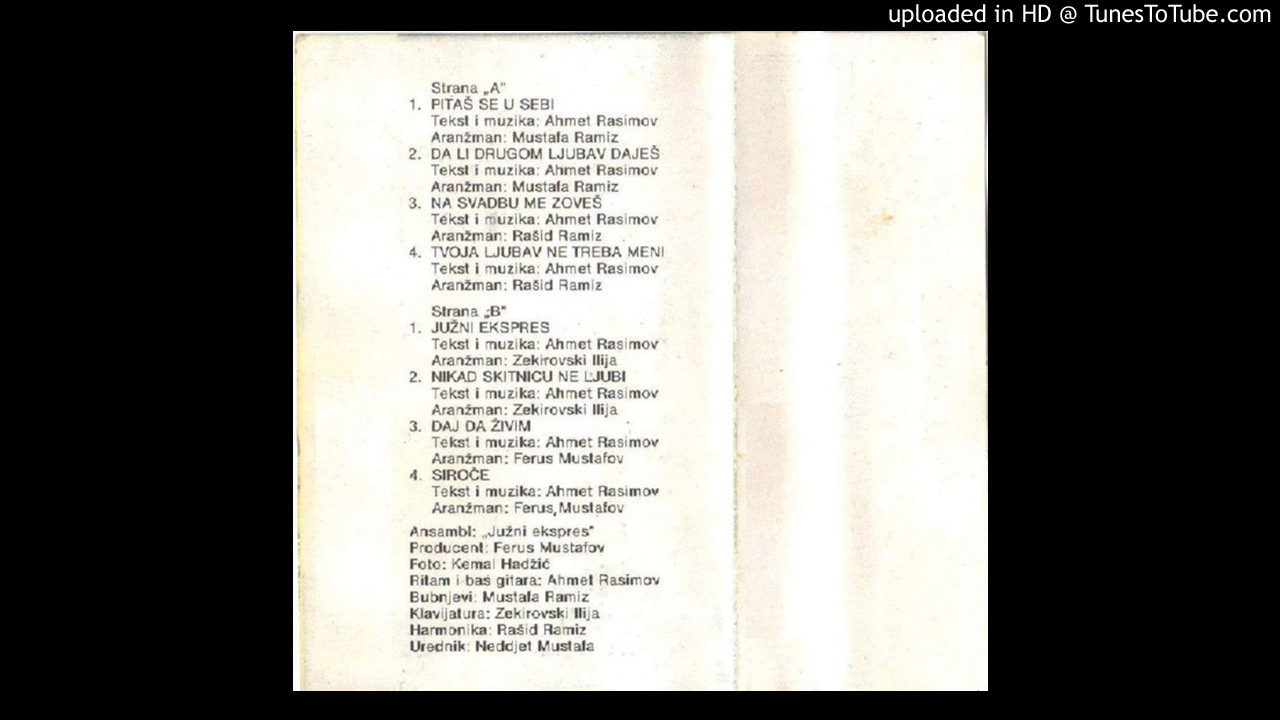 uploaded in HD @ TunesToTube.com
Strana „A"
1. PITAŠ SE U SEBI
Tekst i muzika: Ahmet Rasimov
Aranžman: Mustafa Ramiz
2. DA LI DRUGOM LJUBAV DAJEŠ
Tekst i muzika: Ahmet Rasimov
Aranžman: Mustafa Ramiz
3. NA SVADBU ME ZOVEŠ
Tekst i muzika: Ahmet Rasimov
Aranžman: Rašid Ramiz
4. TVOJA LJUBAV NE TREBA MENI
Tekst i muzika: Ahmet Rasimov
Aranžman: Rašid Ramiz
Strana „B"
1. JUŽNI EKSPRES
Tekst i muzika: Ahmet Rasimov
Aranžman: Zekirovski Ilija
2. NIKAD SKITNICU NE LJUBI
Tekst i muzika: Ahmet Rasimov
Aranžman: Zekirovski Ilija
3. DAJ DA ŽIVIM
Tekst i muzika: Ahmet Rasimov
Aranžman: Ferus Mustafov
4. SIROČE
Tekst i muzika: Ahmet Rasimov
Aranžman: Ferus Mustafov
Ansambl: „Južni ekspres"
Producent: Ferus Mustafov
Foto: Kemal Hadžić
Ritam i bas gitara: Ahmet Rasimov
Bubnjevi: Mustafa Ramiz
Klavijatura: Zekirovski Ilija
Harmonika: Rašid Ramiz
Urednik: Neddjet Mustafa